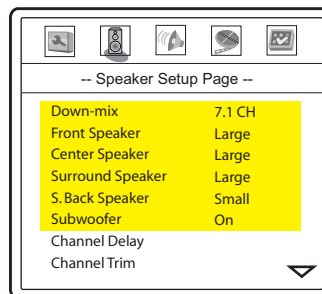 -- Speaker Setup Page --
Down-mix 7.1 CH
Front Speaker Large
Center Speaker Large
Surround Speaker Large
S. Back Speaker Small
Subwoofer On
Channel Delay
Channel Trim